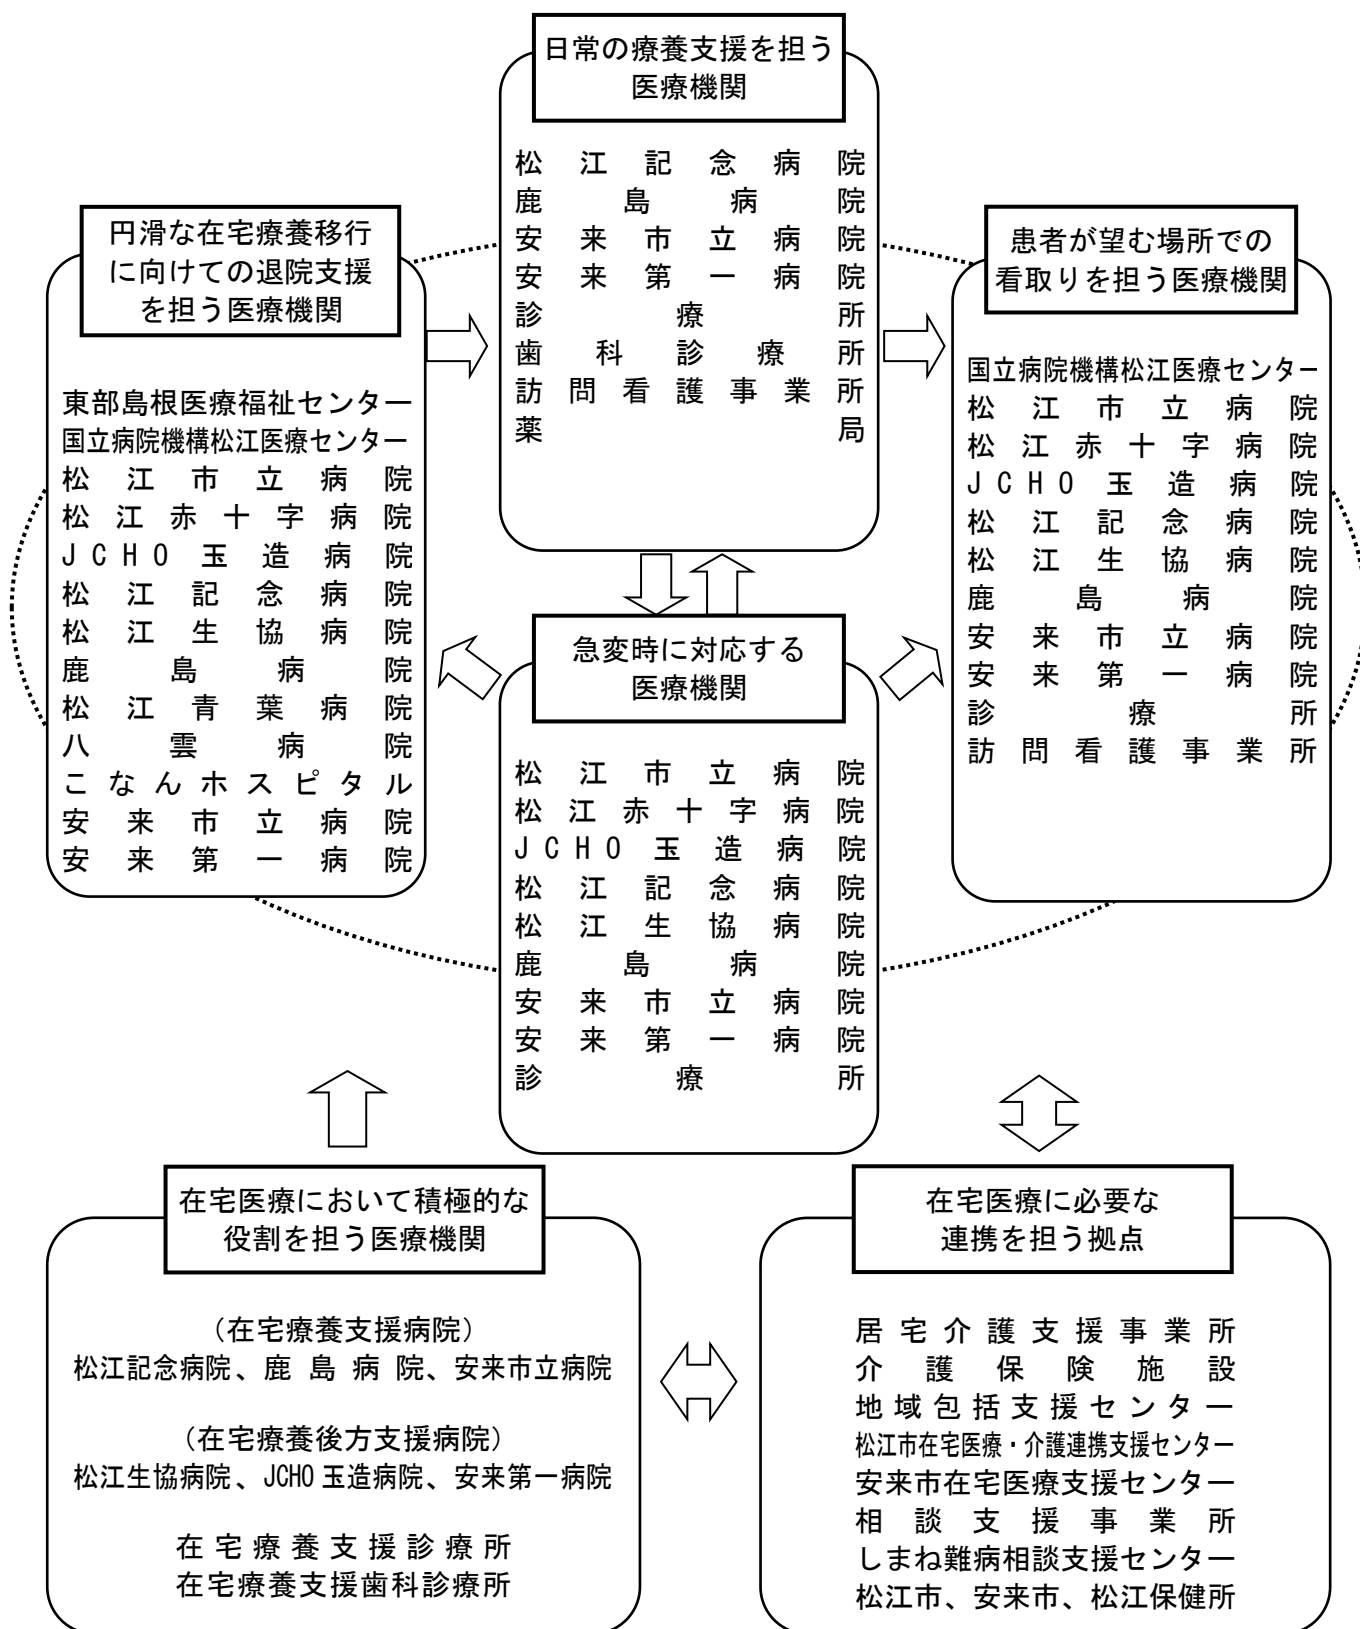 日常の療養支援を担う
医療機関
松江記念病院
鹿島病院
安来市立病院
安来第一病院
診療所
歯科診療所
訪問看護事業所
薬局
円滑な在宅療養移行
に向けての退院支援
を担う医療機関
東部島根医療福祉センター
国立病院機構松江医療センター
松江市立病院
松江赤十字病院
JCHO玉造病院
松江記念病院
松江生協病院
鹿島病院
松江青葉病院
八雲病院
こなんホスピタル
安来市立病院
安来第一病院
患者が望む場所での
看取りを担う医療機関
国立病院機構松江医療センター
松江市立病院
松江赤十字病院
JCHO玉造病院
松江記念病院
松江生協病院
鹿島病院
安来市立病院
安来第一病院
診療所
訪問看護事業所
急変時に対応する
医療機関
松江市立病院
松江赤十字病院
JCHO玉造病院
松江記念病院
松江生協病院
鹿島病院
安来市立病院
安来第一病院
診療所
在宅医療において積極的な
役割を担う医療機関
（在宅療養支援病院）
松江記念病院、鹿島病院、安来市立病院
（在宅療養後方支援病院）
松江生協病院、JCHO玉造病院、安来第一病院
在宅療養支援診療所
在宅療養支援歯科診療所
在宅医療に必要な
連携を担う拠点
居宅介護支援事業所
介護保険施設
地域包括支援センター
松江市在宅医療・介護連携支援センター
安来市在宅医療支援センター
相談支援事業所
しまね難病相談支援センター
松江市、安来市、松江保健所